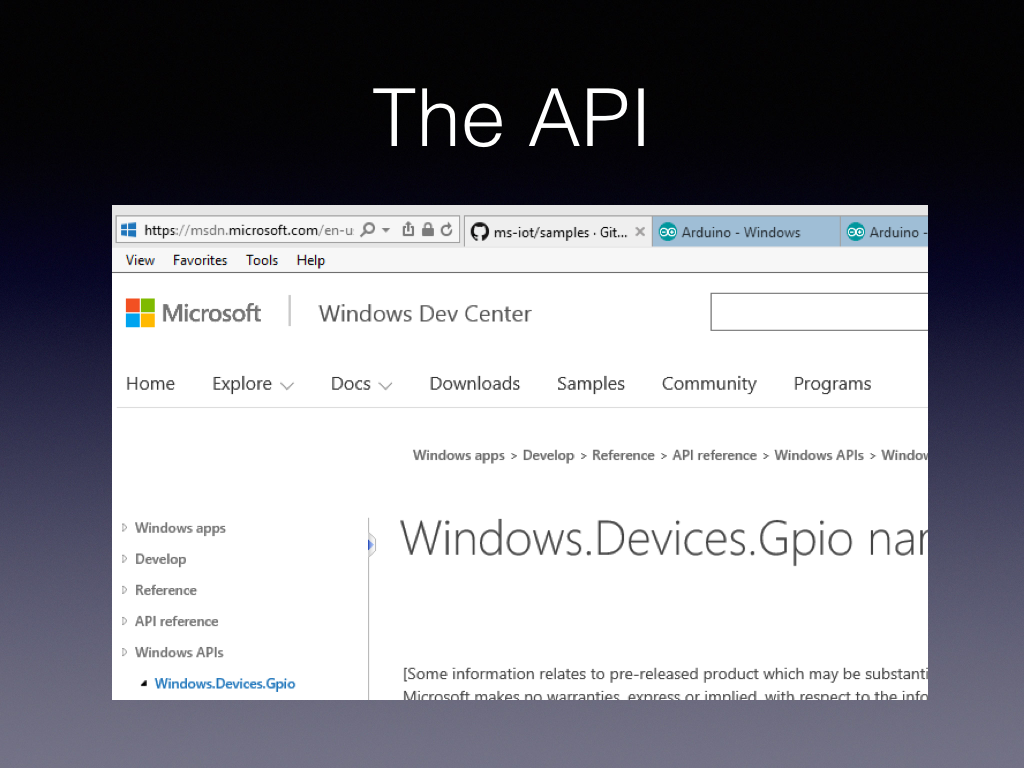 The API
https://msdn.microsoft.com/en-u
ms-iot/samples · Git...
Arduino - Windows
Arduino -
View Favorites Tools Help
Microsoft
Windows Dev Center
Home Explore Docs Downloads Samples Community Programs
Windows apps > Develop > Reference > API reference > Windows APIs > Window
Windows apps
Develop
Reference
API reference
Windows APIs
Windows.Devices.Gpio
Windows.Devices.Gpio nam
[Some information relates to pre-released product which may be substanti
Microsoft makes no warranties, express or implied, with respect to the info